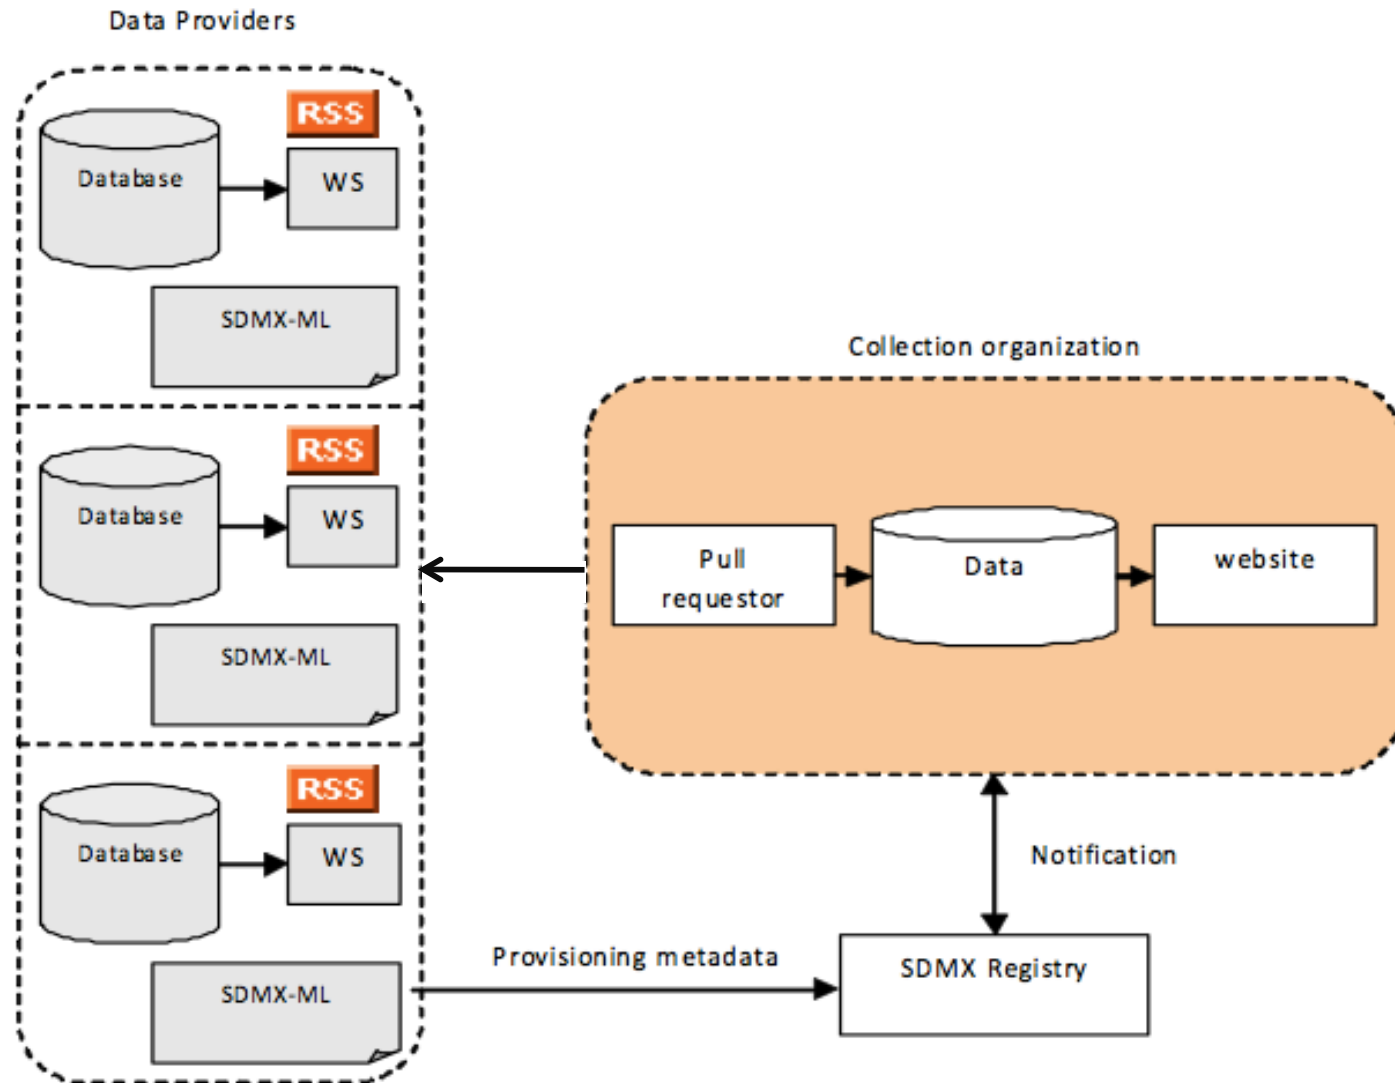 Data Providers
RSS
Database
WS
SDMX-ML
RSS
Database
WS
SDMX-ML
RSS
Database
WS
SDMX-ML
Collection organization
Pull
requestor
Data
website
Notification
Provisioning metadata
SDMX Registry